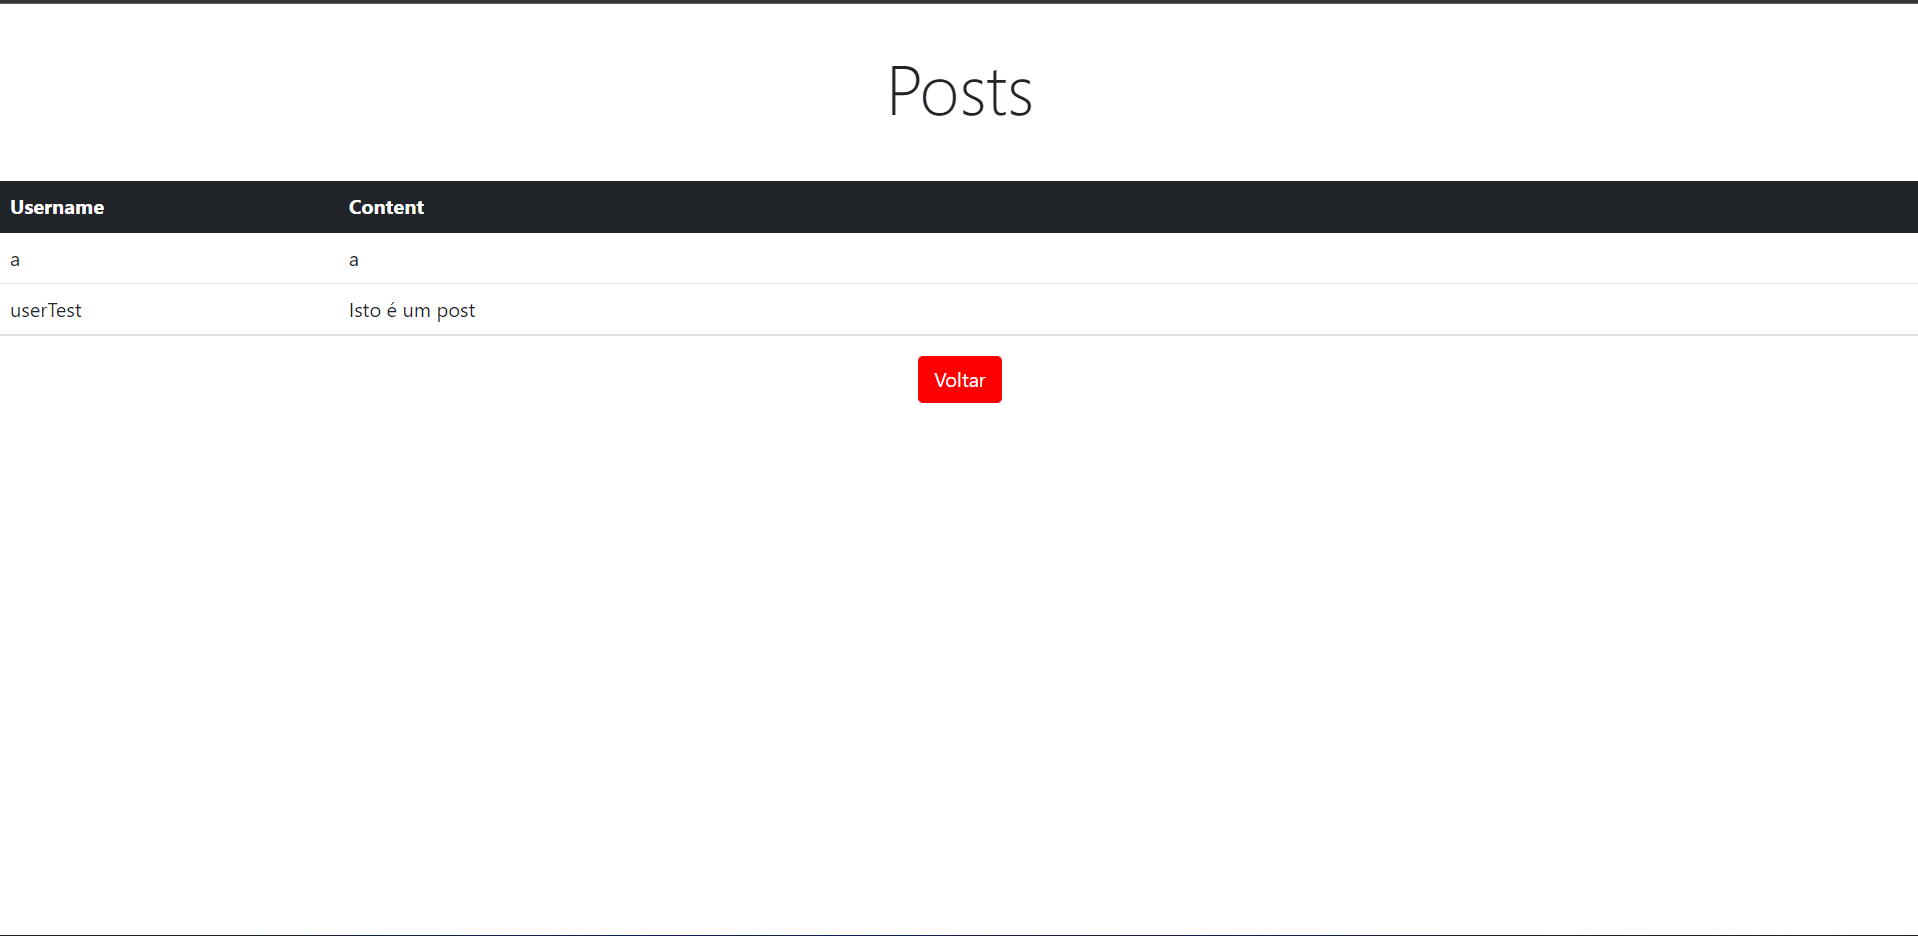 Posts
Username Content
a a
userTest Isto é um post
Voltar